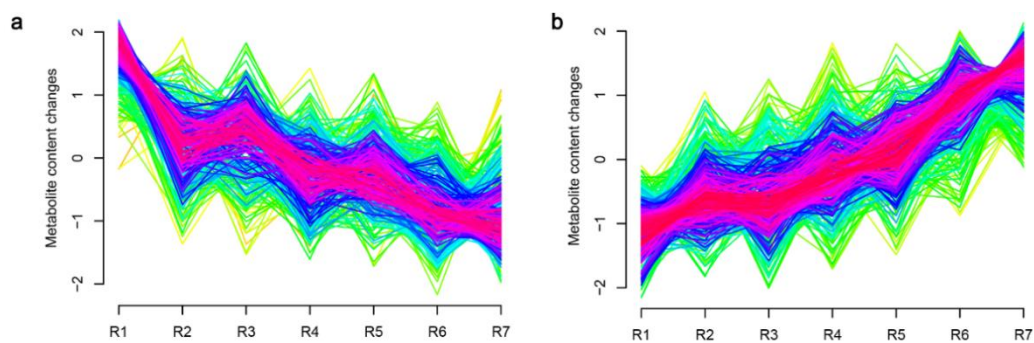 a
Metabolite content changes
2
1
0
−1
−2
R1 R2 R3 R4 R5 R6 R7
b
Metabolite content changes
2
1
0
−1
−2
R1 R2 R3 R4 R5 R6 R7